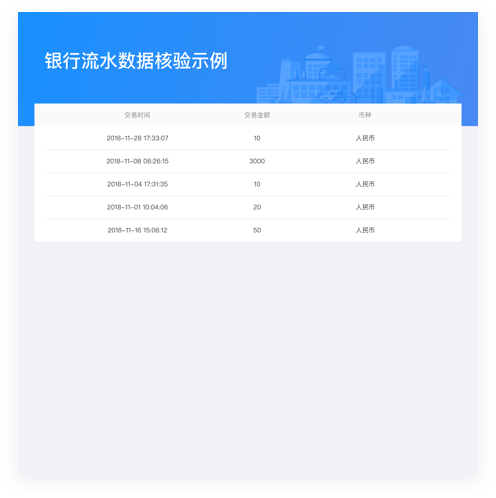 银行流水数据核验示例
交易时间 交易金额 币种
2018-11-28 17:33:07 10 人民币
2018-11-08 08:26:15 3000 人民币
2018-11-04 17:31:35 10 人民币
2018-11-01 10:04:06 20 人民币
2018-11-16 15:06:12 50 人民币